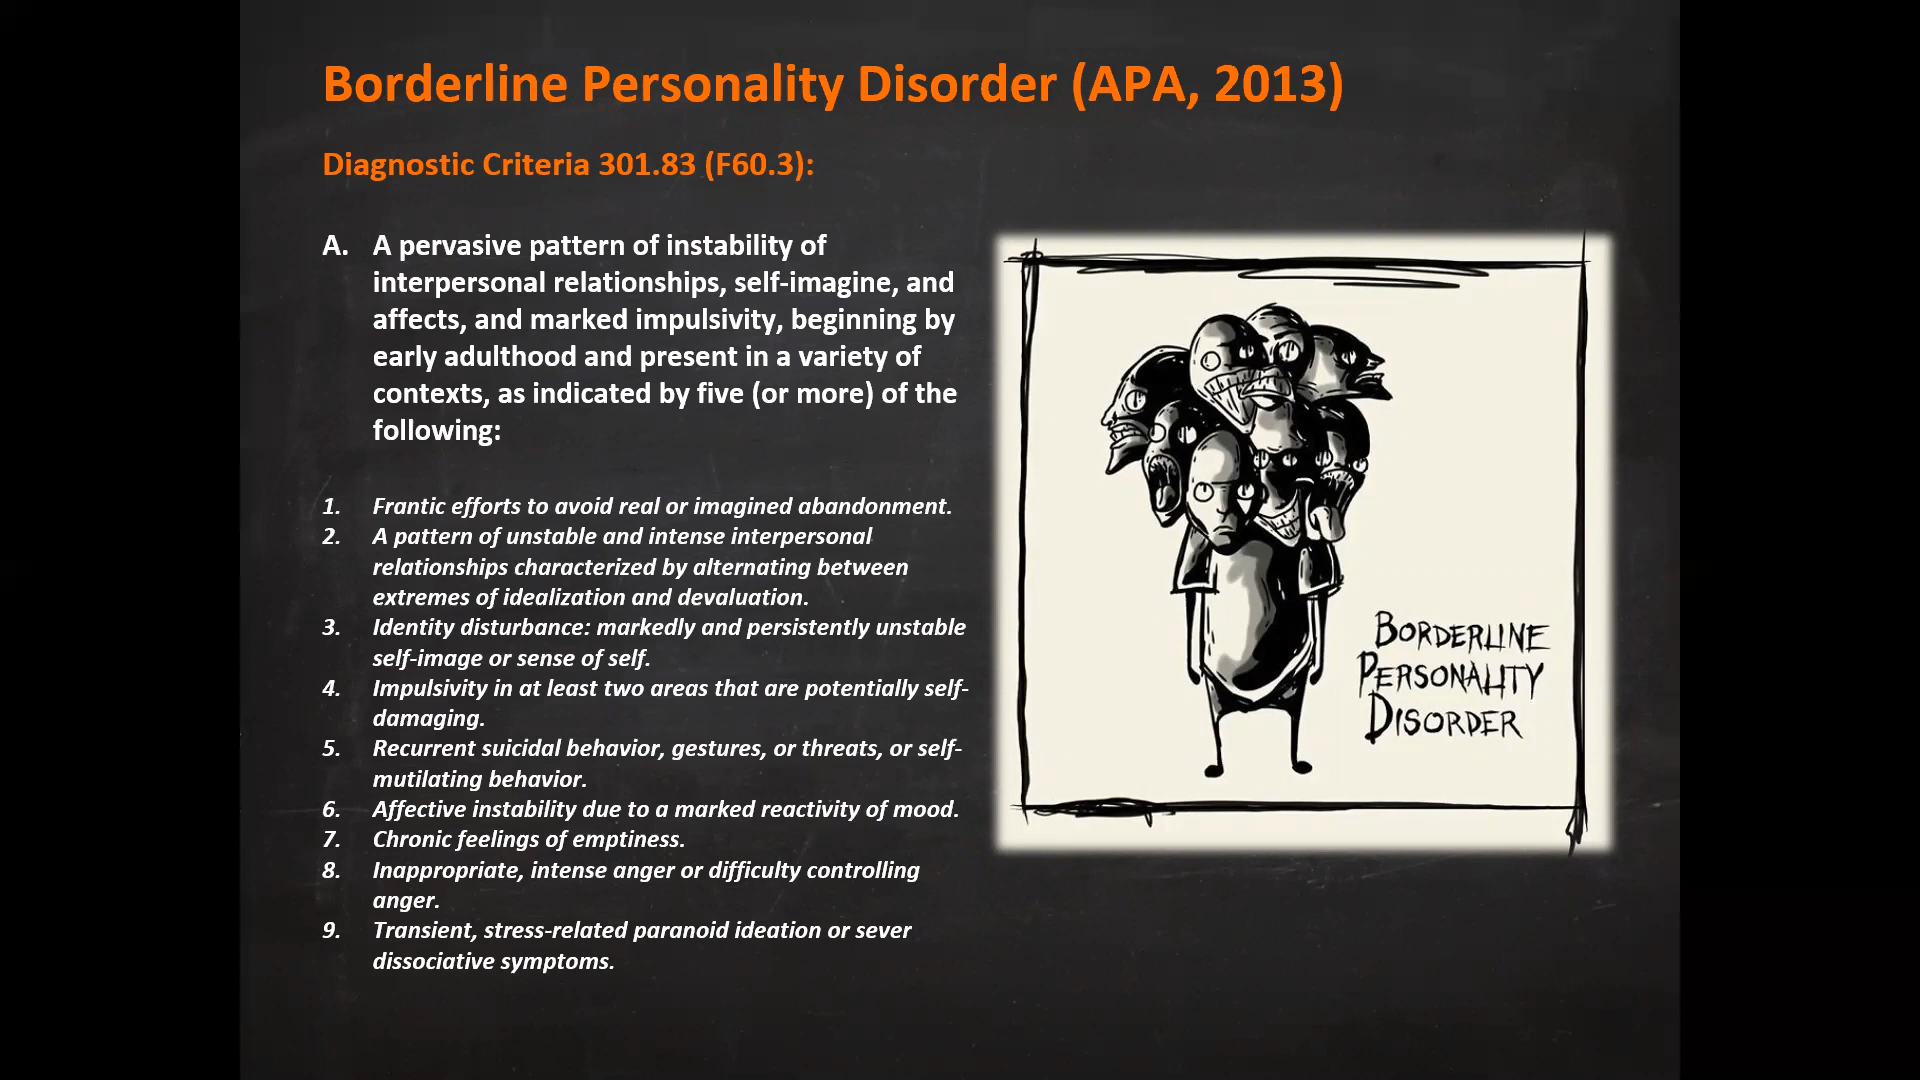 Borderline Personality Disorder (APA, 2013)
Diagnostic Criteria 301.83 (F60.3):
A. A pervasive pattern of instability of
interpersonal relationships, self-imagine, and
affects, and marked impulsivity, beginning by
early adulthood and present in a variety of
contexts, as indicated by five (or more) of the
following:
1. Frantic efforts to avoid real or imagined abandonment.
2. A pattern of unstable and intense interpersonal
relationships characterized by alternating between
extremes of idealization and devaluation.
3. Identity disturbance: markedly and persistently unstable
self-image or sense of self.
4. Impulsivity in at least two areas that are potentially self-
damaging.
5. Recurrent suicidal behavior, gestures, or threats, or self-
mutilating behavior.
6. Affective instability due to a marked reactivity of mood.
7. Chronic feelings of emptiness.
8. Inappropriate, intense anger or difficulty controlling
anger.
9. Transient, stress-related paranoid ideation or sever
dissociative symptoms.
BORDERLINE
PERSONALITY
DISORDER